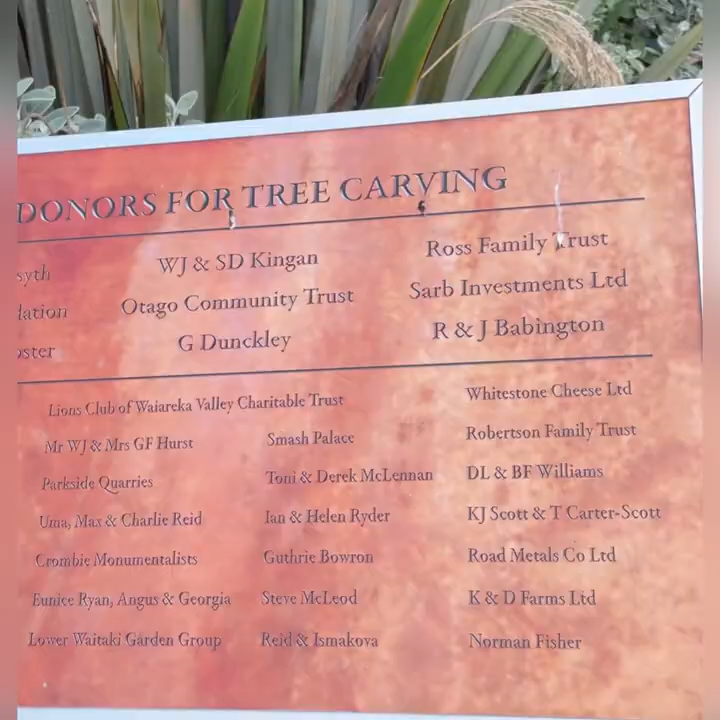 DONORS FOR TREE CARVING
WJ & SD Kingan Ross Family Trust
Otago Community Trust Sarb Investments Ltd
G Dunckley R & J Babington
Lions Club of Waiareka Valley Charitable Trust Whitestone Cheese Ltd
Mr WJ & Mrs GF Hurst Smash Palace Robertson Family Trust
Parkside Quarries Toni & Derek McLennan DL & BF Williams
Uma, Max & Charlie Reid Ian & Helen Ryder KJ Scott & T Carter-Scott
Crombie Monumentalists Guthrie Bowron Road Metals Co Ltd
Eunice Ryan, Angus & Georgia Steve McLeod K & D Farms Ltd
Lower Waitaki Garden Group Reid & Ismakova Norman Fisher